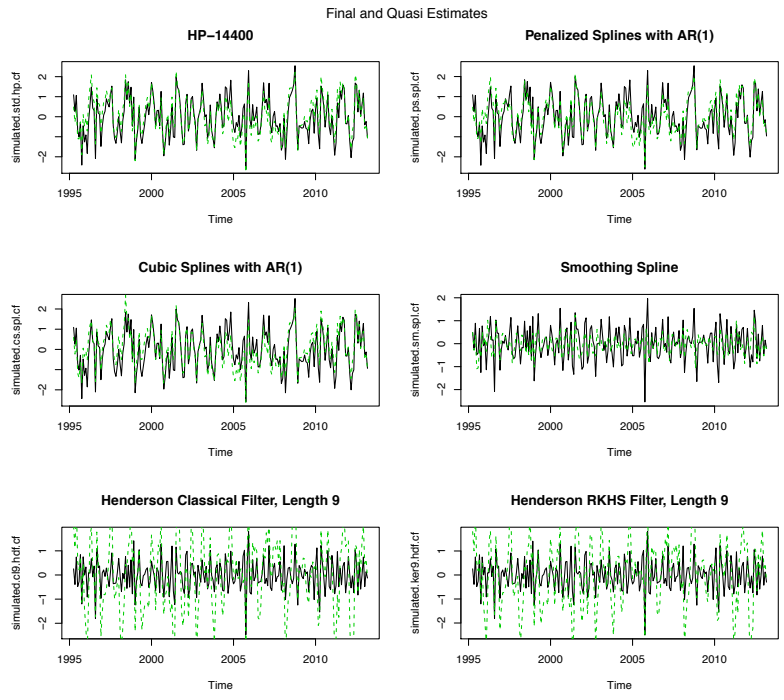 Final and Quasi Estimates
HP−14400
simulated.std.hp.cf
2
1
0
−2
1995 2000 2005 2010
Time
Penalized Splines with AR(1)
simulated.ps.spl.cf
2
1
0
−2
1995 2000 2005 2010
Time
Cubic Splines with AR(1)
simulated.cs.spl.cf
2
1
0
−2
1995 2000 2005 2010
Time
Smoothing Spline
simulated.sm.spl.cf
2
1
0
−1
−2
1995 2000 2005 2010
Time
Henderson Classical Filter, Length 9
simulated.cl9.hdf.cf
1
0
−1
−2
1995 2000 2005 2010
Time
Henderson RKHS Filter, Length 9
simulated.ker9.hdf.cf
1
0
−1
−2
1995 2000 2005 2010
Time